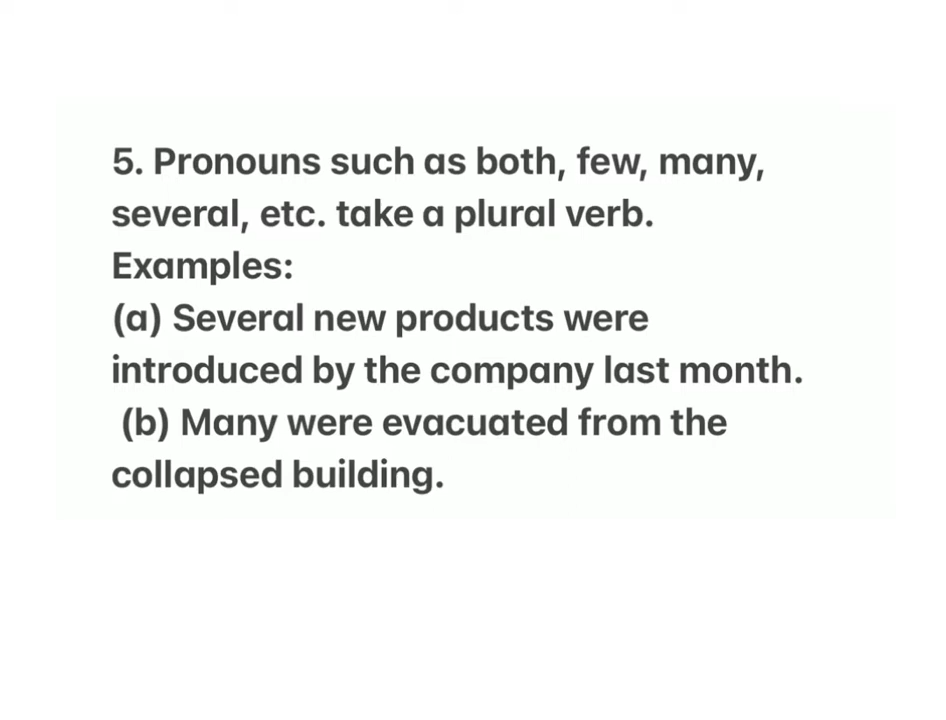 5. Pronouns such as both, few, many,
several, etc. take a plural verb.
Examples:
(a) Several new products were
introduced by the company last month.
(b) Many were evacuated from the
collapsed building.